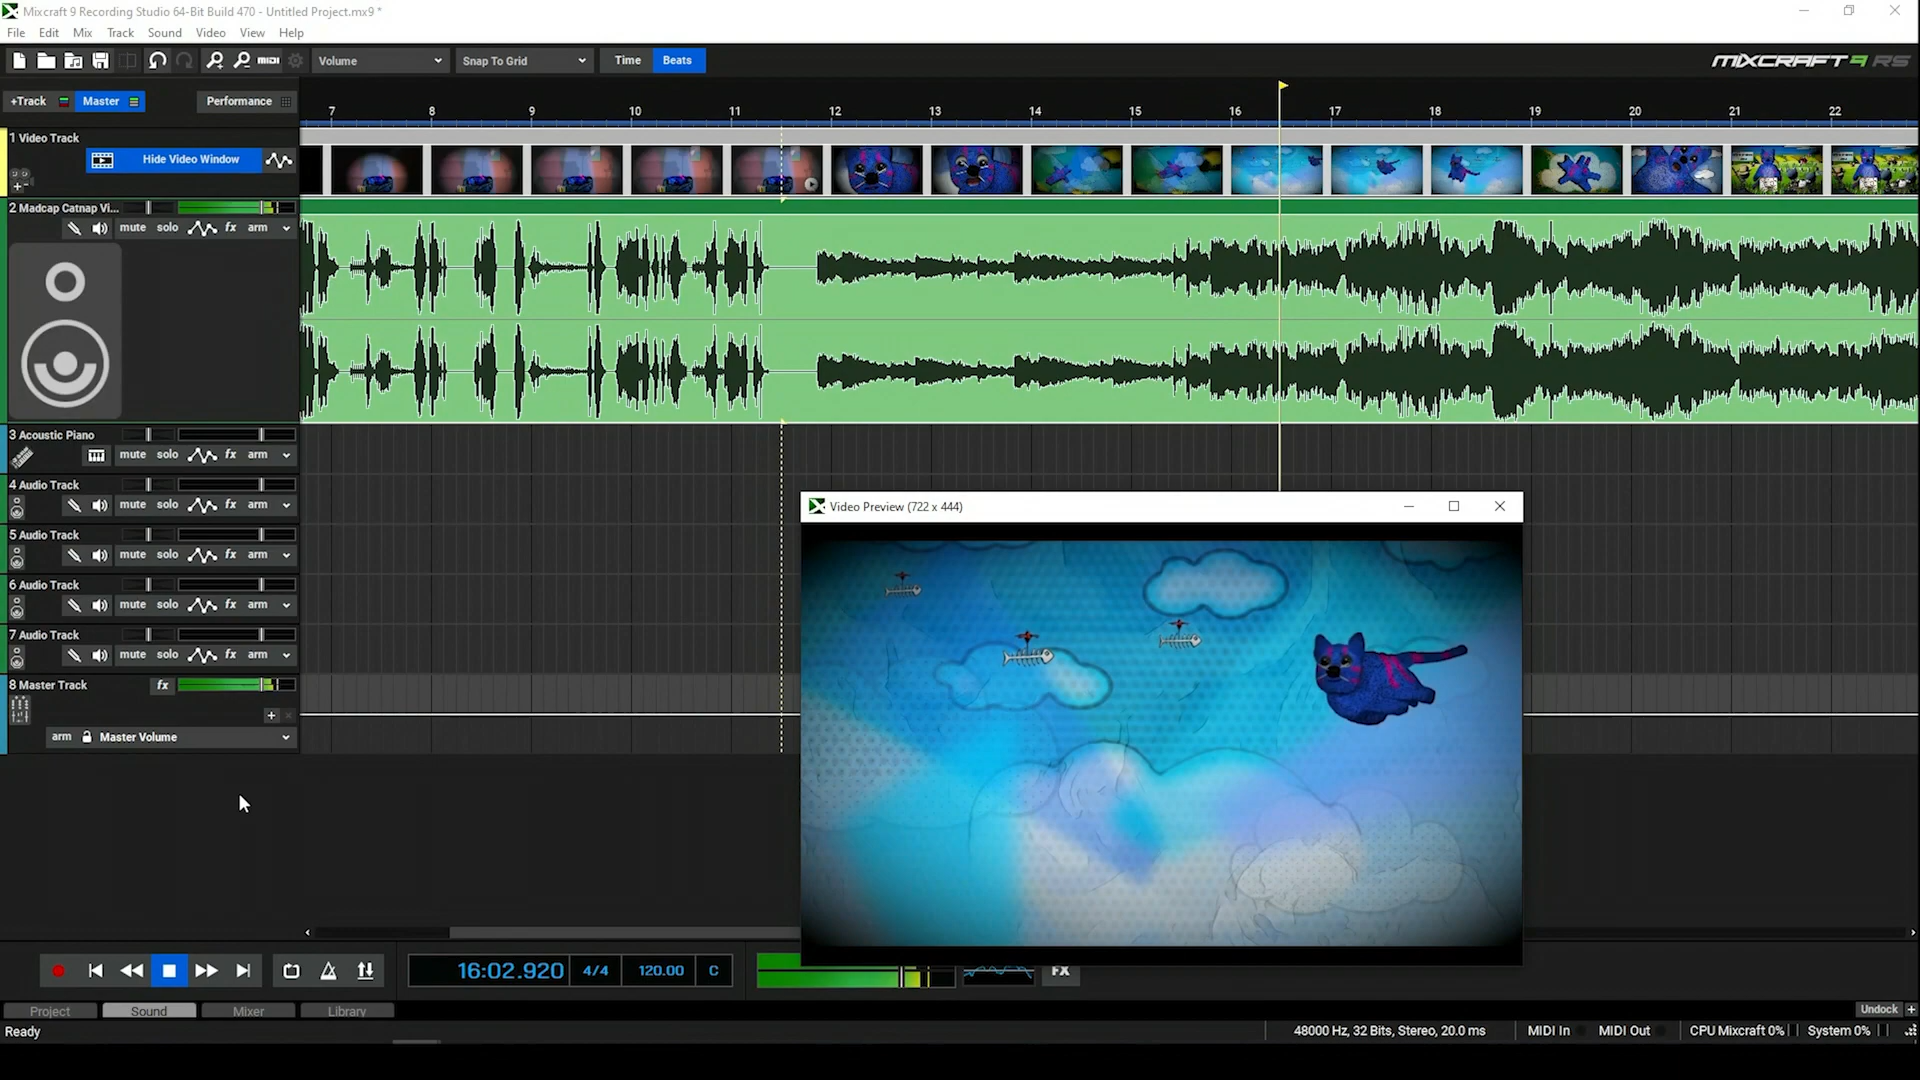 Mixcraft 9 Recording Studio 64-Bit Build 470 - Untitled Project.mx9 *
File Edit Mix Track Sound Video View Help
MIDI Volume Snap To Grid Time Beats MIXCRAFT 9 RS
+Track Master Performance
7 8 9 10 11 12 13 14 15 16 17 18 19 20 21 22
1 Video Track
Hide Video Window
2 Madcap Catnap Vi...
mute solo fx arm
3 Acoustic Piano
mute solo fx arm
4 Audio Track
mute solo fx arm
Video Preview (722 x 444)
5 Audio Track
mute solo fx arm
6 Audio Track
mute solo fx arm
7 Audio Track
mute solo fx arm
8 Master Track fx
arm Master Volume
16:02.920 4/4 120.00 C FX
Project Sound Mixer Library Undock +
Ready 48000 Hz, 32 Bits, Stereo, 20.0 ms MIDI In MIDI Out CPU Mixcraft 0% System 0%